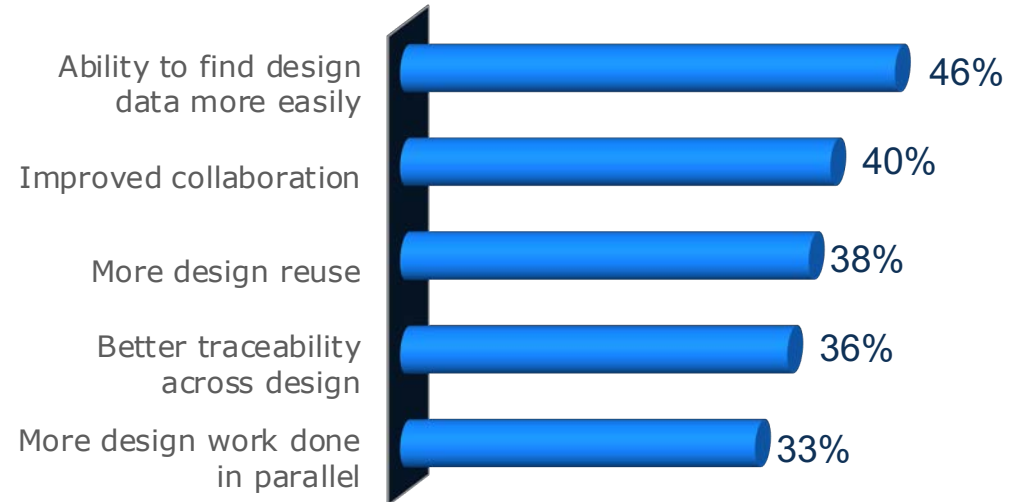 Ability to find design
data more easily
46%
Improved collaboration
40%
More design reuse
38%
Better traceability
across design
36%
More design work done
in parallel
33%